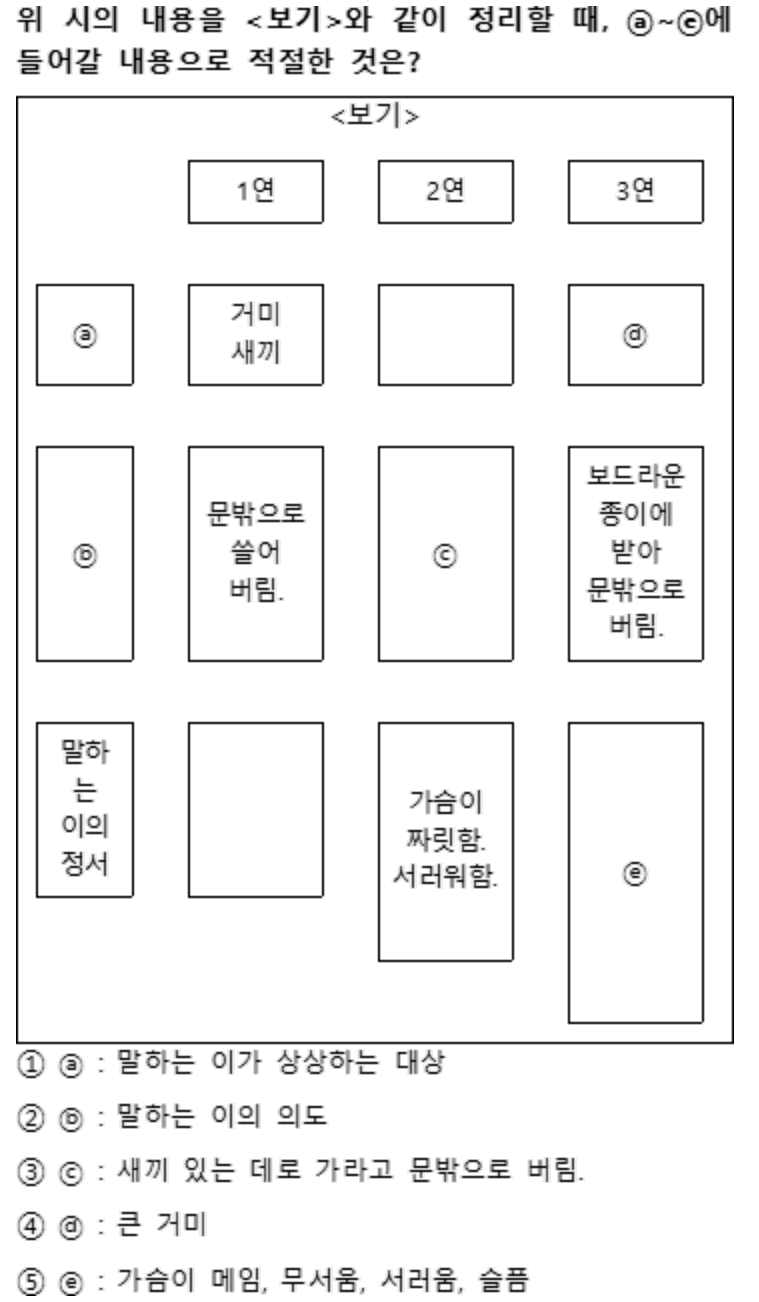 위 시의 내용을 <보기>와 같이 정리할 때, ⓐ~ⓔ에
들어갈 내용으로 적절한 것은?
<보기>
1연 2연 3연
ⓐ
거미
새끼
ⓓ
ⓑ
문밖으로
쓸어
버림.
ⓒ
보드라운
종이에
받아
문밖으로
버림.
말하
는
이의
정서
가슴이
짜릿함.
서러워함.
ⓔ
① ⓐ : 말하는 이가 상상하는 대상
② ⓑ : 말하는 이의 의도
③ ⓒ : 새끼 있는 데로 가라고 문밖으로 버림.
④ ⓓ : 큰 거미
⑤ ⓔ : 가슴이 메임, 무서움, 서러움, 슬픔